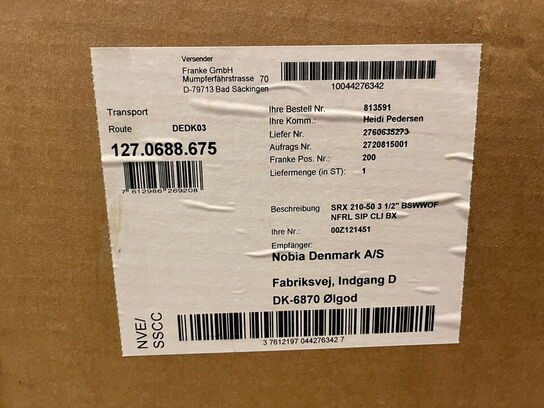 Versender
Franke GmbH
Mumpferfährstrasse 70
D-79713 Bad Säckingen
10044276342
Transport
Route DEDK03
127.0688.675
7 612986 269208
Ihre Bestell Nr. 813591
Ihre Komm.: Heidi Pedersen
Liefer Nr. 2760635273
Aufrags Nr. 2720815001
Franke Pos. Nr.: 200
Liefermenge (in ST): 1
Beschreibung SRX 210-50 3 1/2" BSWWOF
NFRL SIP CLI BX
Ihre Nr.: 00Z121451
Empfänger:
Nobia Denmark A/S
Fabriksvej, Indgang D
DK-6870 Ølgod
NVE/
SSCC
3 7612197 044276342 7